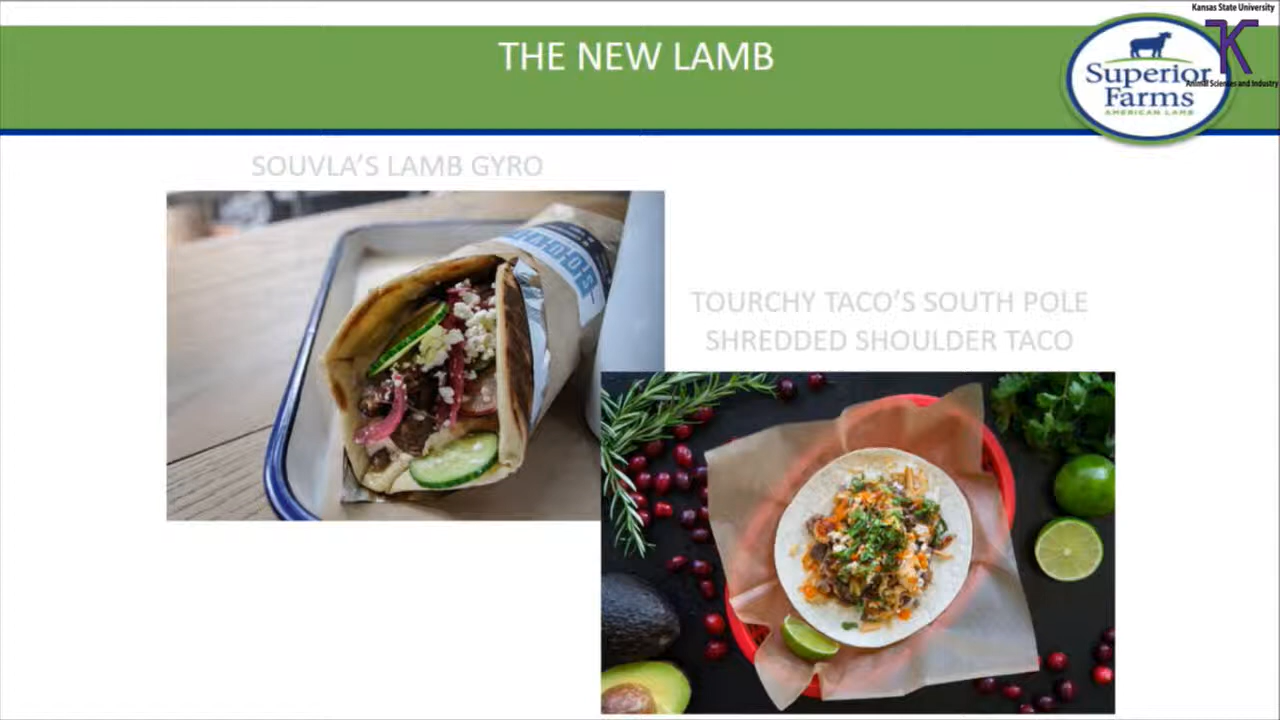 Kansas State University
THE NEW LAMB
Superior
Farms
AMERICAN LAMB
Animal Sciences and Industry
SOUVLA'S LAMB GYRO
SOUVLA
TOURCHY TACO'S SOUTH POLE
SHREDDED SHOULDER TACO